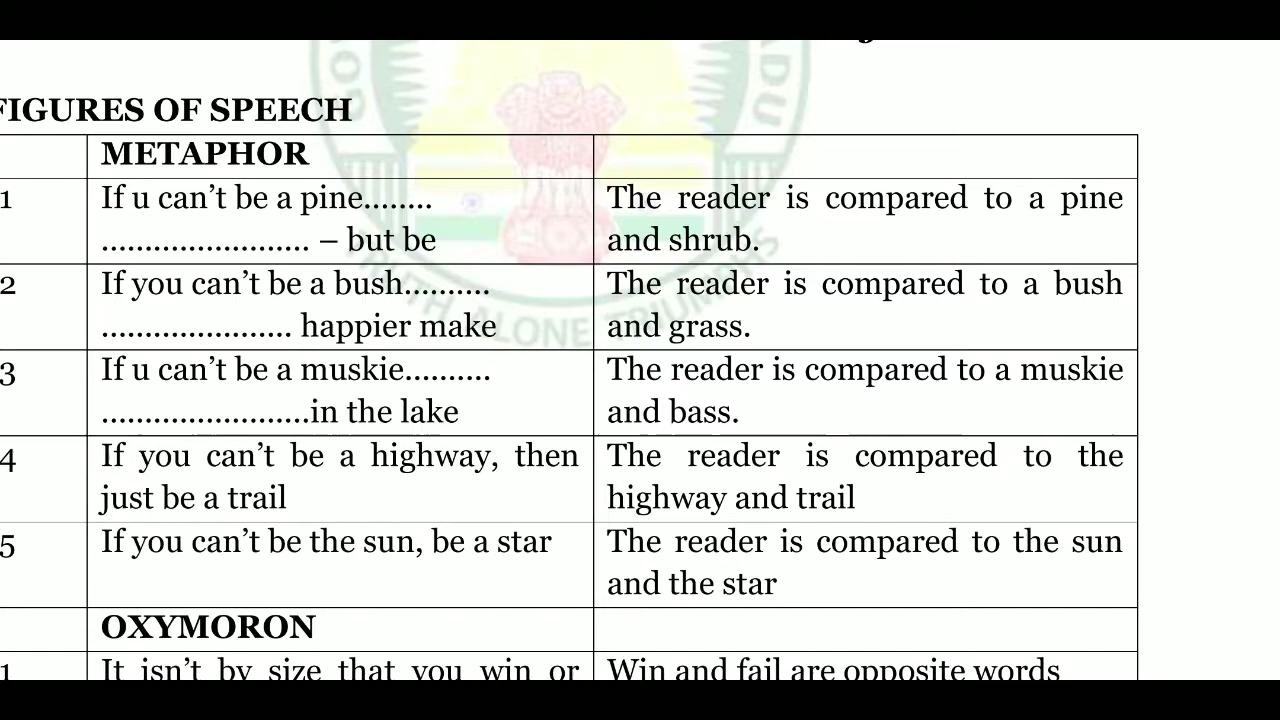 FIGURES OF SPEECH
METAPHOR
1 If u can't be a pine........ The reader is compared to a pine
........................ – but be and shrub.
2 If you can't be a bush.......... The reader is compared to a bush
...................... happier make and grass.
3 If u can't be a muskie.......... The reader is compared to a muskie
........................in the lake and bass.
4 If you can't be a highway, then The reader is compared to the
just be a trail highway and trail
5 If you can't be the sun, be a star The reader is compared to the sun
and the star
OXYMORON
1 It isn't by size that you win or Win and fail are opposite words
TRUTH ALONE TRIUMPHS